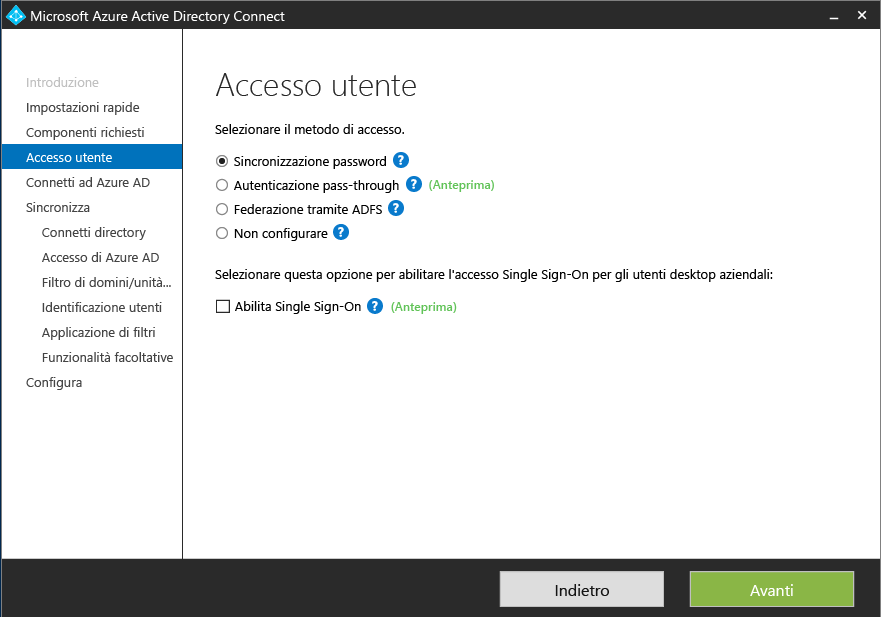 Microsoft Azure Active Directory Connect
Introduzione
Impostazioni rapide
Componenti richiesti
Accesso utente
Connetti ad Azure AD
Sincronizza
Connetti directory
Accesso di Azure AD
Filtro di domini/unità...
Identificazione utenti
Applicazione di filtri
Funzionalità facoltative
Configura
Accesso utente
Selezionare il metodo di accesso.
Sincronizzazione password ?
Autenticazione pass-through ? (Anteprima)
Federazione tramite ADFS ?
Non configurare ?
Selezionare questa opzione per abilitare l'accesso Single Sign-On per gli utenti desktop aziendali:
Abilita Single Sign-On ? (Anteprima)
Indietro
Avanti